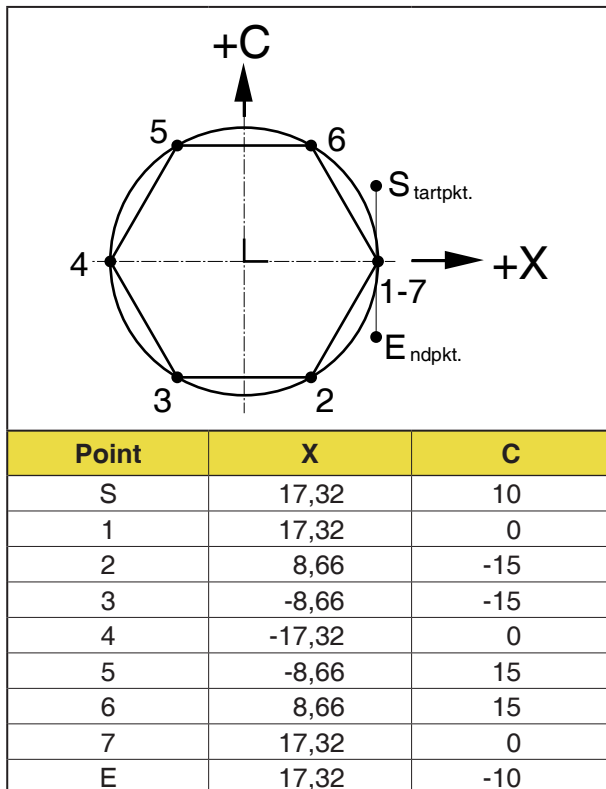 +C
5
6
S tartpkt.
4
+X
1-7
E ndpkt.
3
2
Point X C
S 17,32 10
1 17,32 0
2 8,66 -15
3 -8,66 -15
4 -17,32 0
5 -8,66 15
6 8,66 15
7 17,32 0
E 17,32 -10